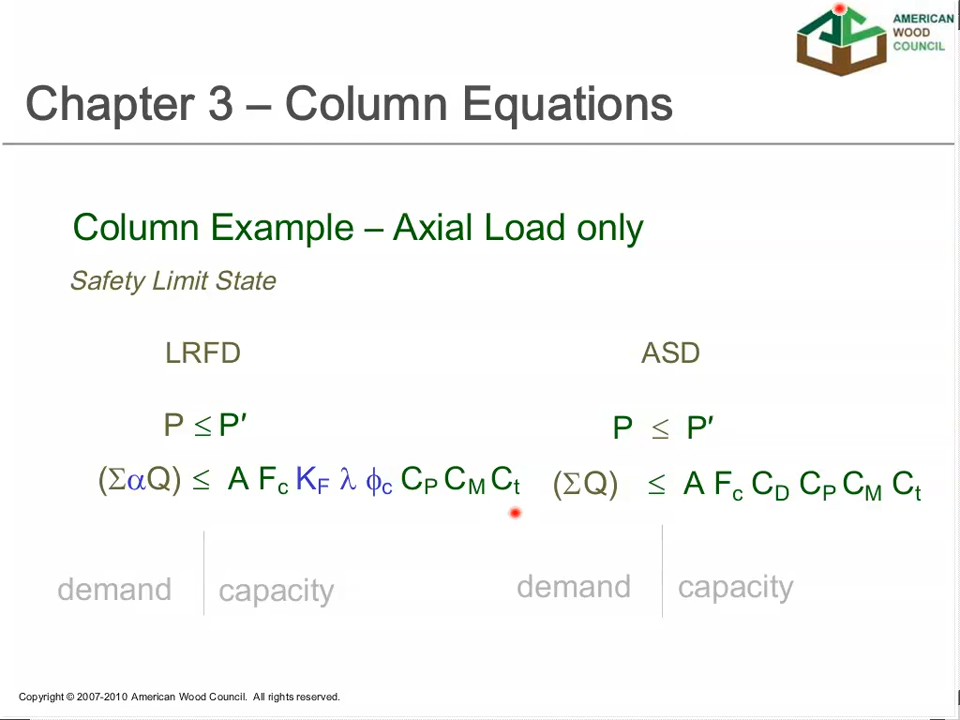 AMERICAN
WOOD
COUNCIL
Chapter 3 – Column Equations
Column Example – Axial Load only
Safety Limit State
LRFD
ASD
P ≤ P′
P ≤ P′
(ΣαQ) ≤ A Fc KF λ ϕc CP CM Ct
(ΣQ) ≤ A Fc CD CP CM Ct
demand
capacity
demand
capacity
Copyright © 2007-2010 American Wood Council. All rights reserved.